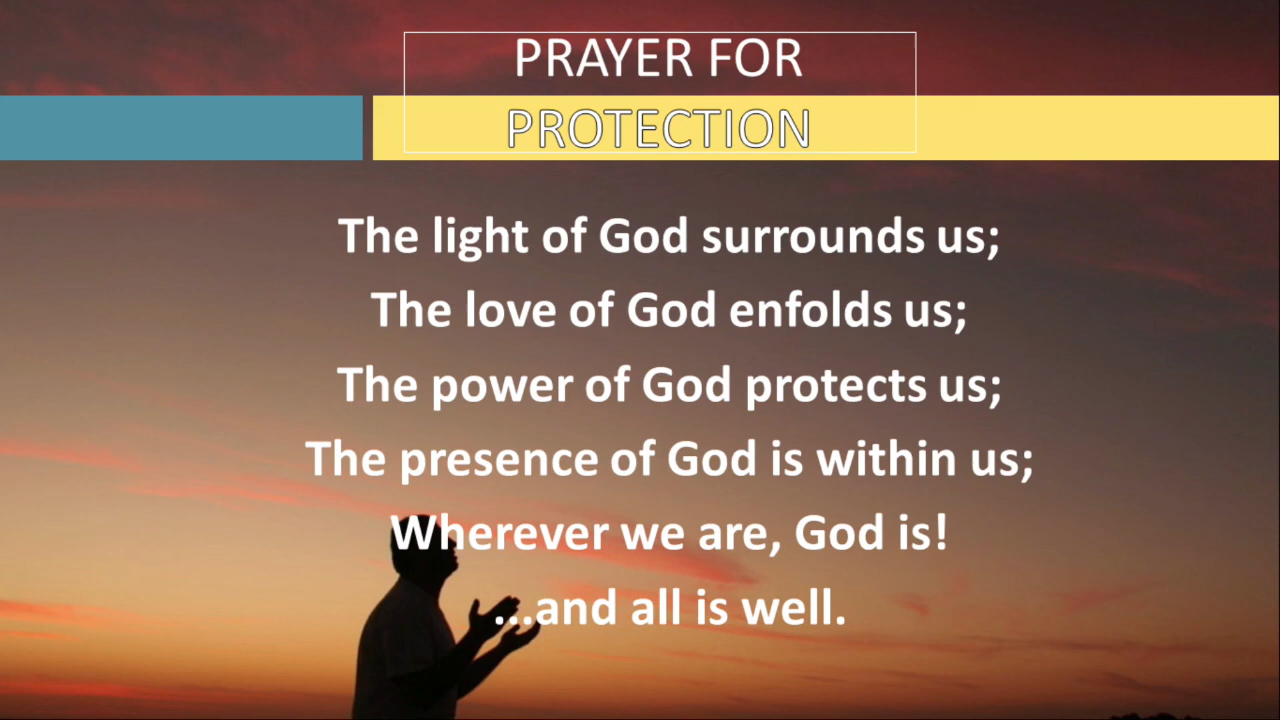 PRAYER FOR
PROTECTION
The light of God surrounds us;
The love of God enfolds us;
The power of God protects us;
The presence of God is within us;
Wherever we are, God is!
...and all is well.